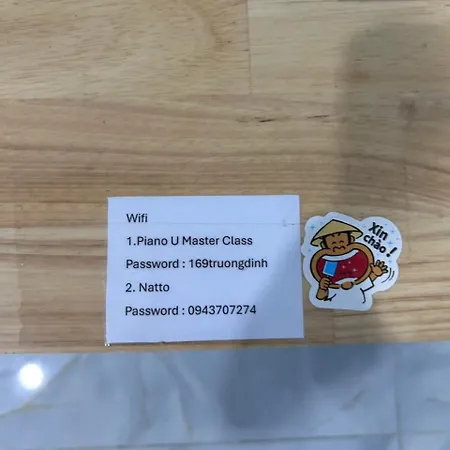 Wifi
1.Piano U Master Class
Password : 169truongdinh
2. Natto
Password : 0943707274
Xin
chào!